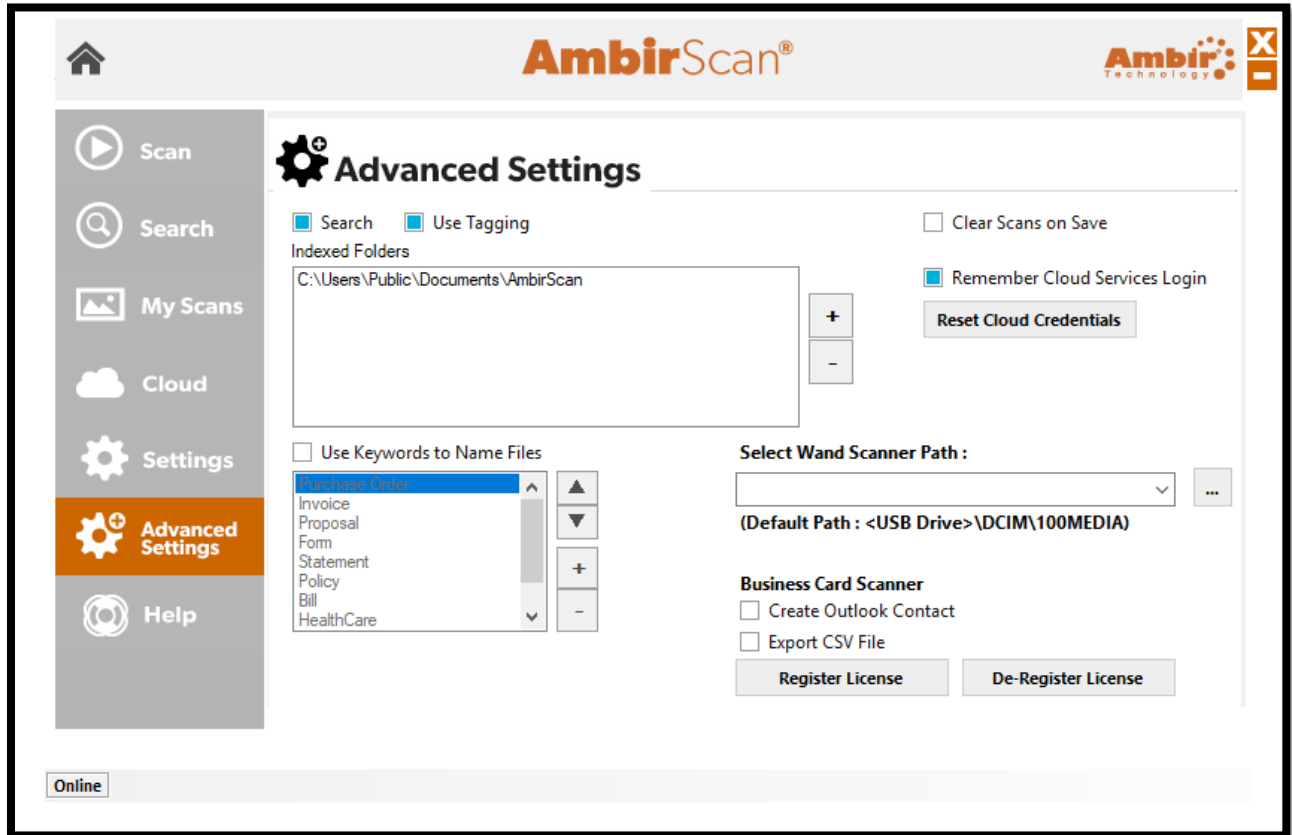 AmbirScan®
Ambir
Technology
X
-
Scan
Search
My Scans
Cloud
Settings
Advanced
Settings
Help
Advanced Settings
Search
Use Tagging
Clear Scans on Save
Indexed Folders
C:\Users\Public\Documents\AmbirScan
Remember Cloud Services Login
+
Reset Cloud Credentials
-
Use Keywords to Name Files
Purchase Order
Invoice
Proposal
Form
Statement
Policy
Bill
HealthCare
+
-
Select Wand Scanner Path :
...
(Default Path : <USB Drive>\DCIM\100MEDIA)
Business Card Scanner
Create Outlook Contact
Export CSV File
Register License
De-Register License
Online